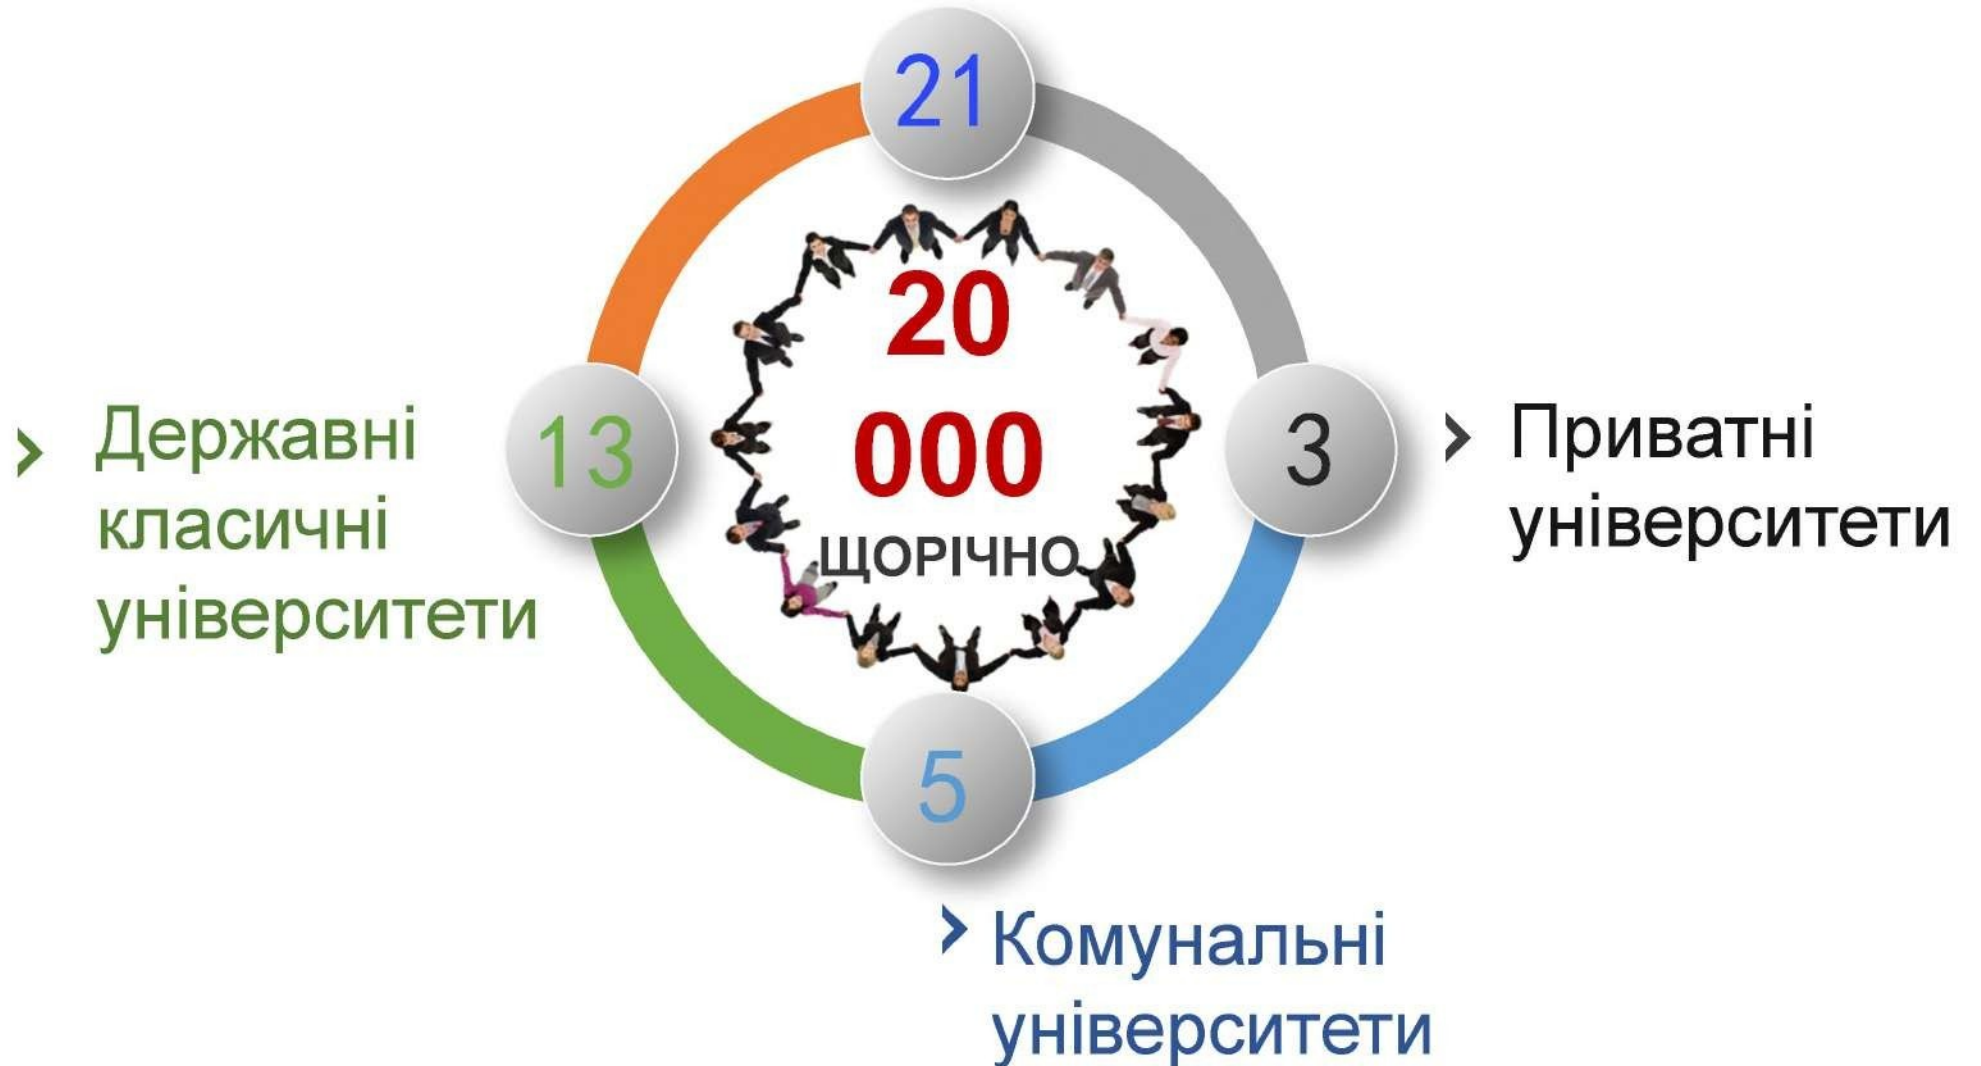 21
20
000
ЩОРІЧНО
13
Державні
класичні
університети
3
Приватні
університети
5
Комунальні
університети